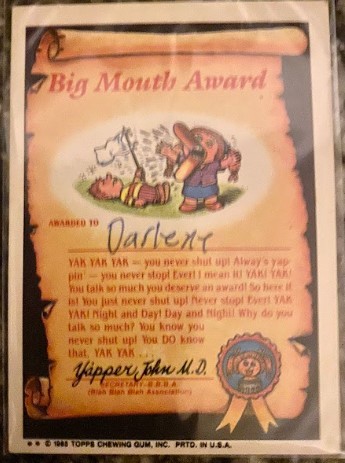 Big Mouth Award
AWARDED TO Darlene
YAK YAK YAK — you never shut up! Alway's yap-
pin' — you never stop! Ever! I mean it! YAK! YAK!
You talk so much you deserve an award! So here it
is! You just never shut up! Never stop! Ever! YAK
YAK! Night and Day! Day and Night! Why do you
talk so much? You know you
never shut up! You DO know
that. YAK YAK . . .
Yapper John M.D.
SECRETARY-B.B.B.A.
(Blah Blah Blah Association)
** © 1985 TOPPS CHEWING GUM, INC. PRTD. IN U.S.A.